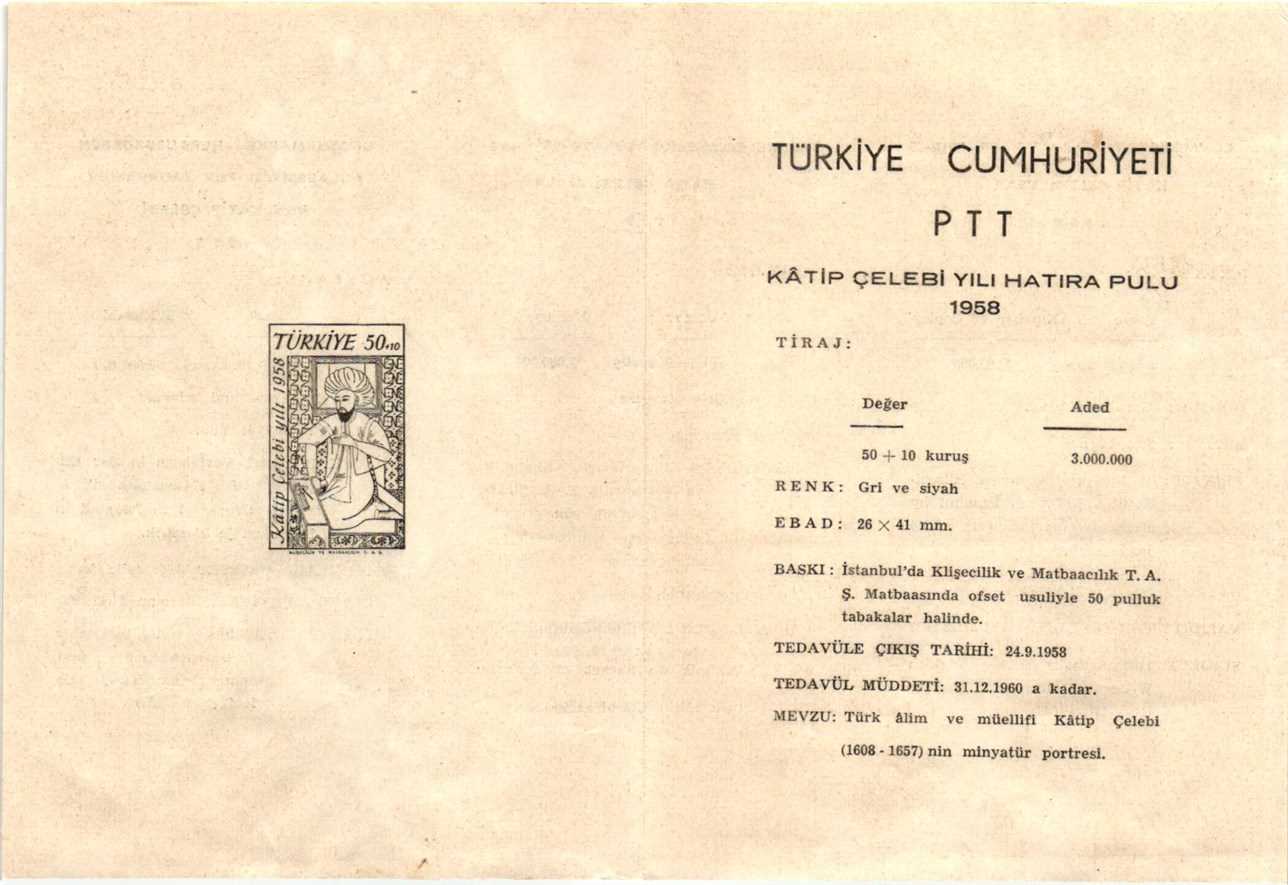 TÜRKİYE 50+10
Kâtip Çelebi yılı 1958
TÜRKİYE CUMHURİYETİ
PTT
KÂTİP ÇELEBİ YILI HATIRA PULU
1958
TİRAJ:
Değer Aded
50 + 10 kuruş 3.000.000
RENK: Gri ve siyah
EBAD: 26 × 41 mm.
BASKI: İstanbul'da Klişecilik ve Matbaacılık T. A.
Ş. Matbaasında ofset usuliyle 50 pulluk
tabakalar halinde.
TEDAVÜLE ÇIKIŞ TARİHİ: 24.9.1958
TEDAVÜL MÜDDETİ: 31.12.1960 a kadar.
MEVZU: Türk âlim ve müellifi Kâtip Çelebi
(1608 - 1657) nin minyatür portresi.